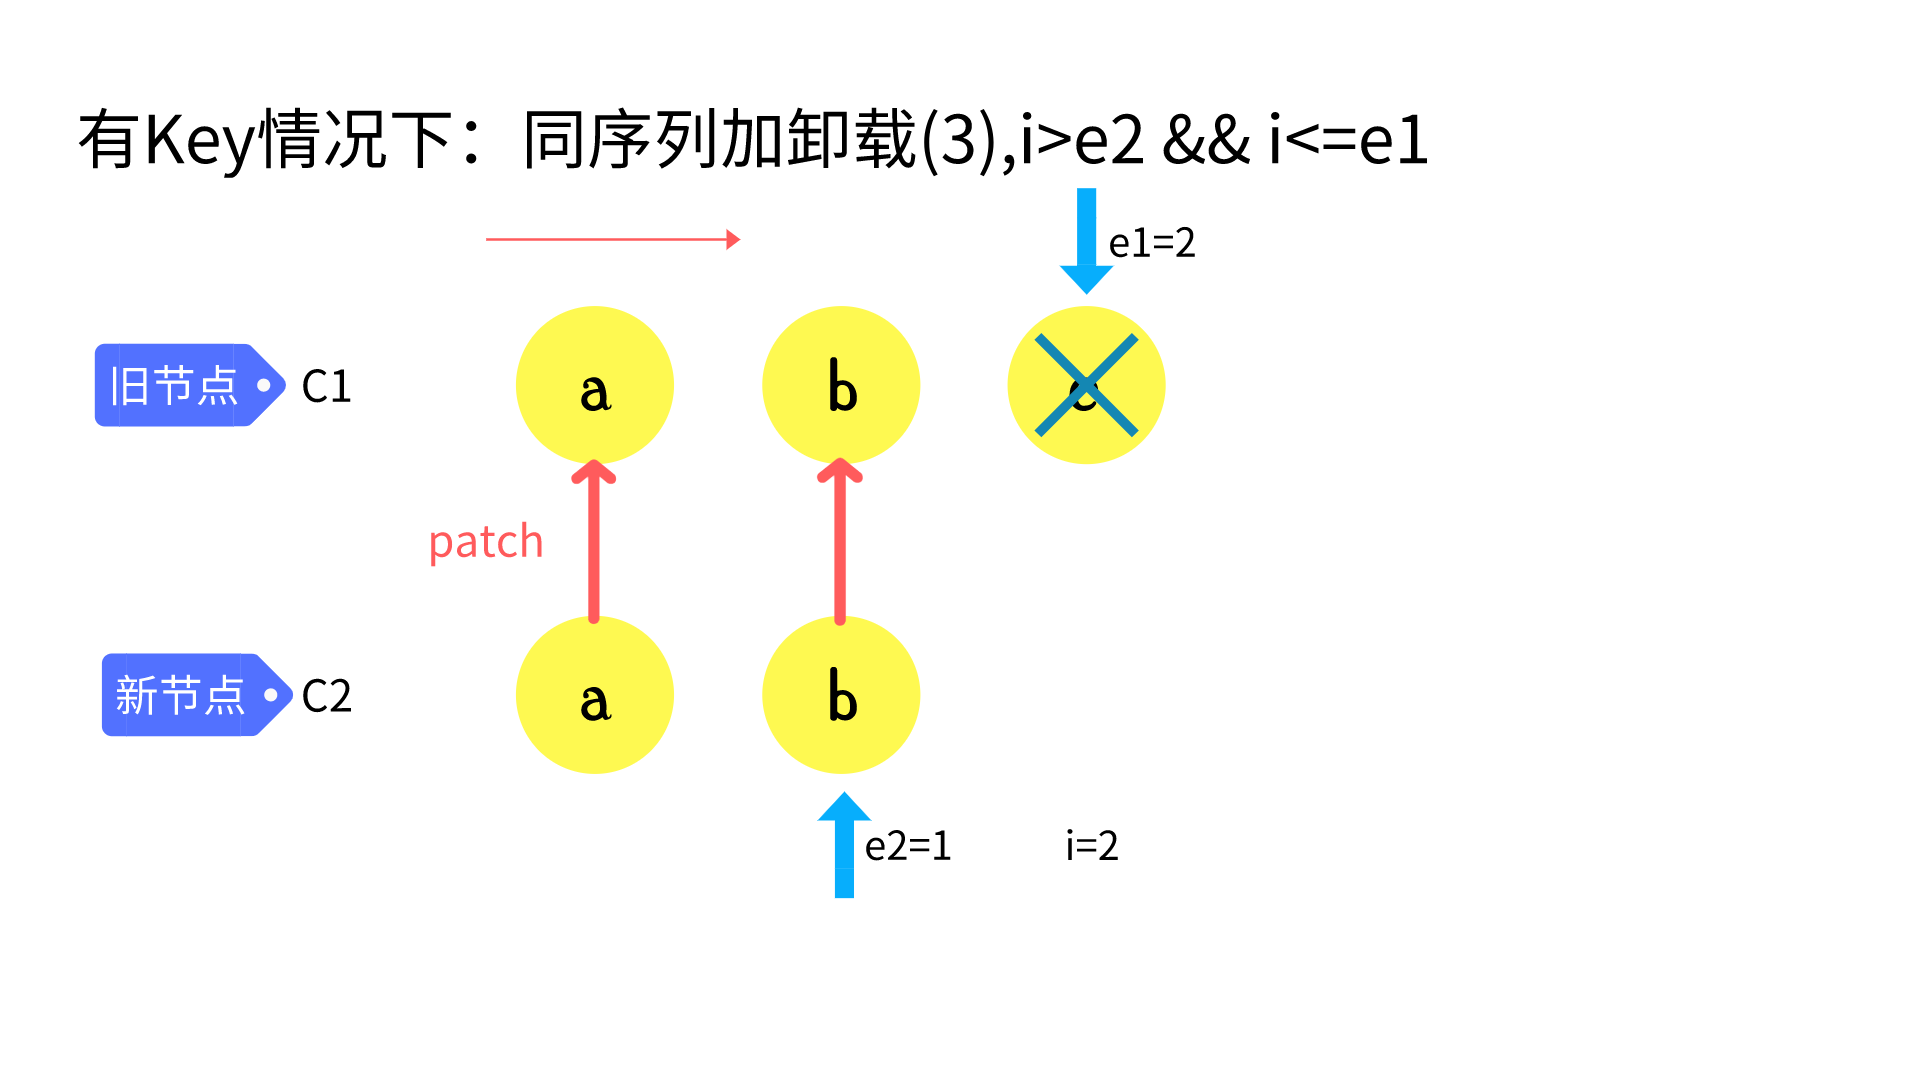 有Key情况下：同序列加卸载(3),i>e2 && i<=e1
e1=2
旧节点 C1
a b
patch
新节点 C2
a b
e2=1 i=2